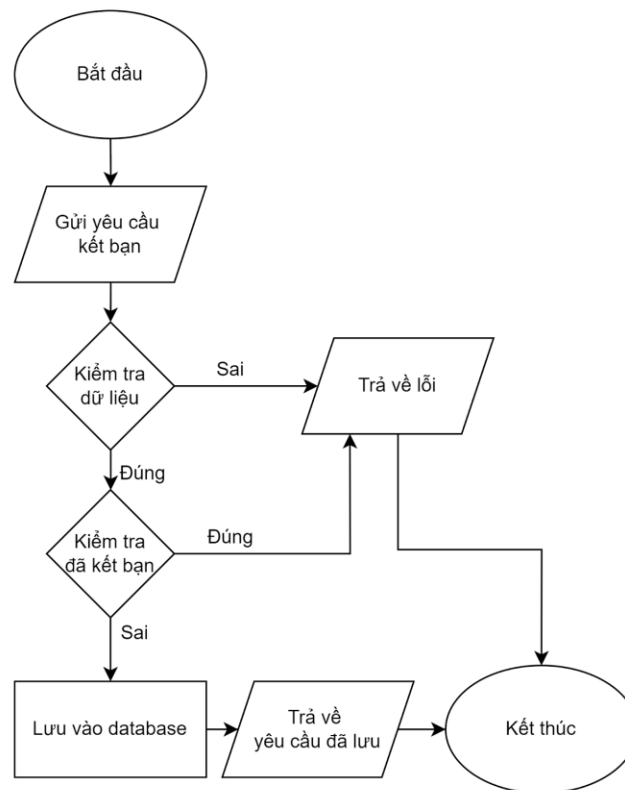 Bắt đầu
Gửi yêu cầu
kết bạn
Kiểm tra
dữ liệu
Sai
Trả về lỗi
Đúng
Kiểm tra
đã kết bạn
Đúng
Sai
Lưu vào database
Trả về
yêu cầu đã lưu
Kết thúc